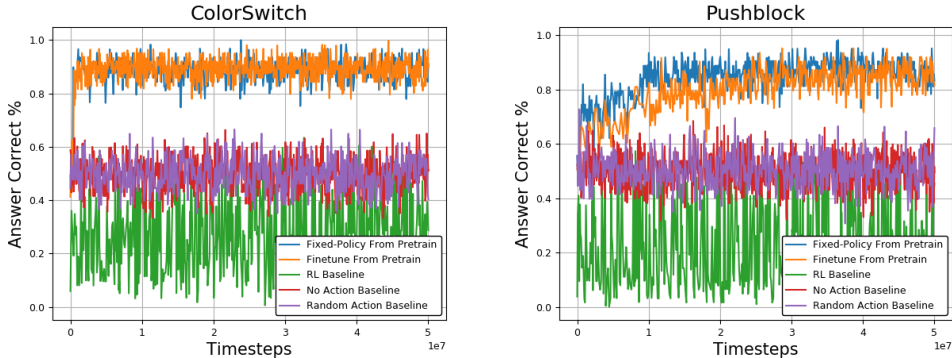 ColorSwitch
Answer Correct %
1.0
0.8
0.6
0.4
0.2
0.0
Fixed-Policy From Pretrain
Finetune From Pretrain
RL Baseline
No Action Baseline
Random Action Baseline
0 1 2 3 4 5
1e7
Timesteps
Pushblock
Answer Correct %
1.0
0.8
0.6
0.4
0.2
0.0
Fixed-Policy From Pretrain
Finetune From Pretrain
RL Baseline
No Action Baseline
Random Action Baseline
0 1 2 3 4 5
1e7
Timesteps